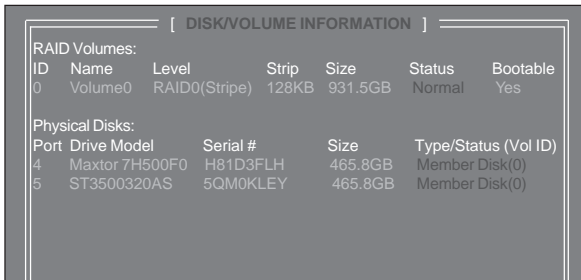 [ DISK/VOLUME INFORMATION ]
RAID Volumes:
ID Name Level Strip Size Status Bootable
0 Volume0 RAID0(Stripe) 128KB 931.5GB Normal Yes
Physical Disks:
Port Drive Model Serial # Size Type/Status (Vol ID)
4 Maxtor 7H500F0 H81D3FLH 465.8GB Member Disk(0)
5 ST3500320AS 5QM0KLEY 465.8GB Member Disk(0)